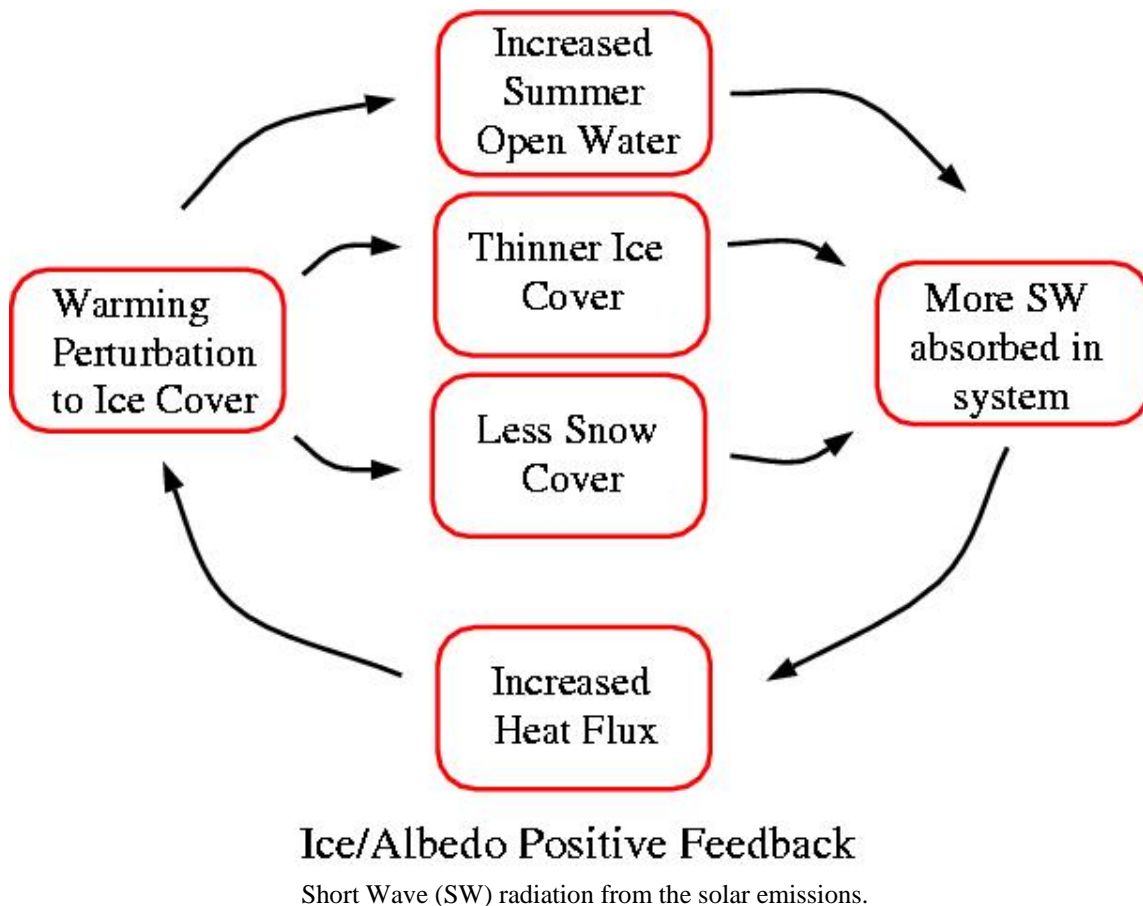 Increased
Summer
Open Water
Thinner Ice
Cover
Warming
Perturbation
to Ice Cover
More SW
absorbed in
system
Less Snow
Cover
Increased
Heat Flux
Ice/Albedo Positive Feedback
Short Wave (SW) radiation from the solar emissions.